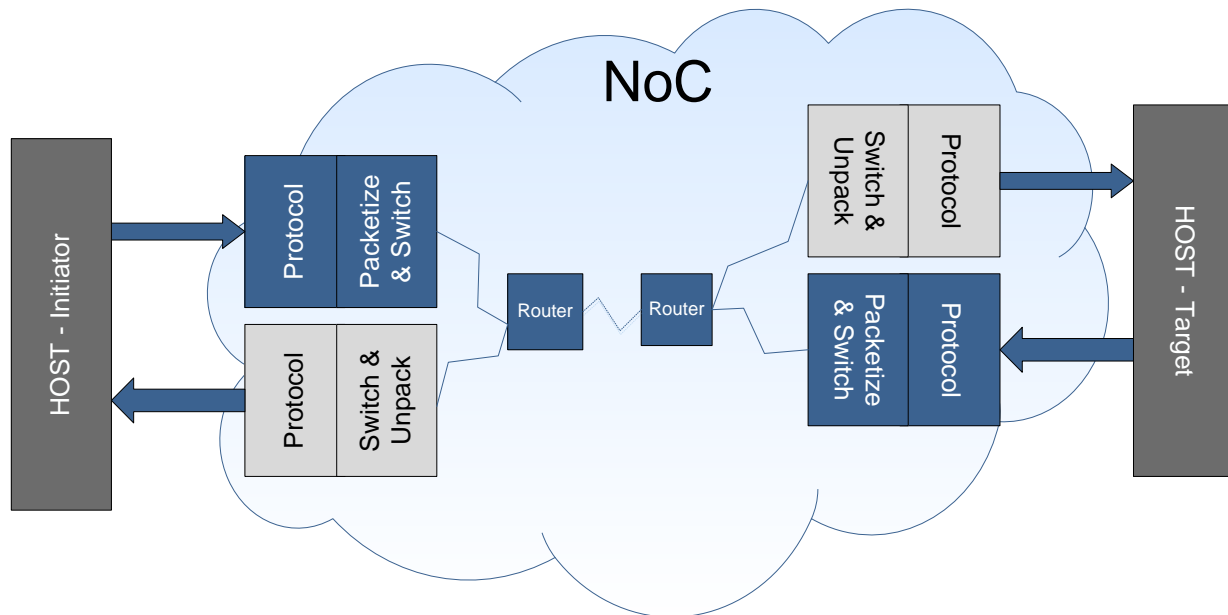 NoC
HOST - Initiator
Protocol
Packetize
& Switch
Protocol
Switch &
Unpack
Router
Router
Switch &
Unpack
Protocol
Packetize
& Switch
Protocol
HOST - Target